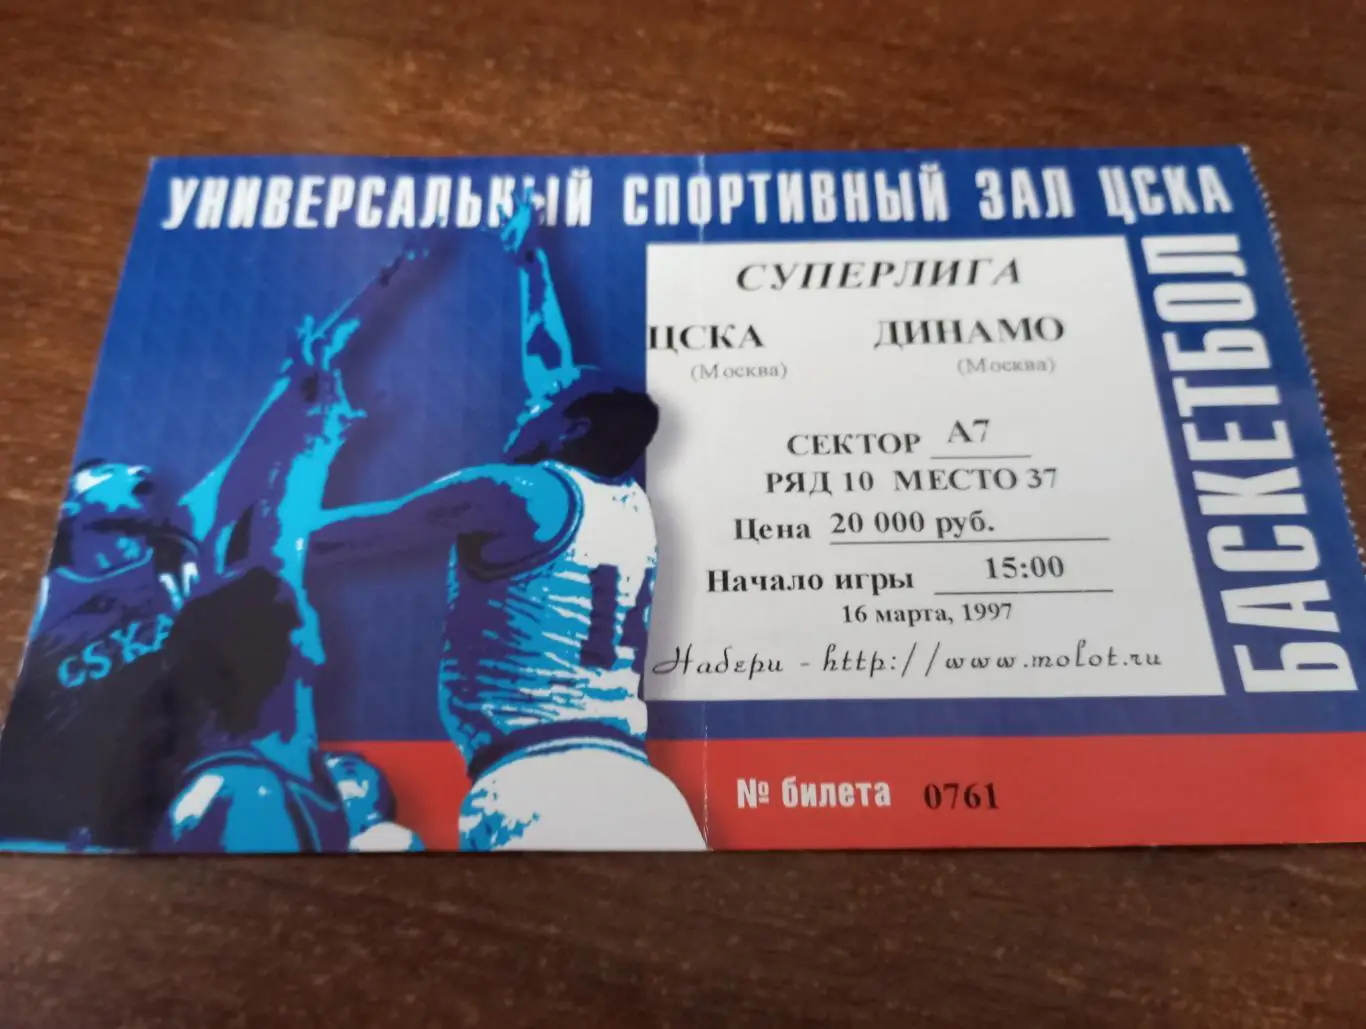 УНИВЕРСАЛЬНЫЙ СПОРТИВНЫЙ ЗАЛ ЦСКА
СУПЕРЛИГА
ЦСКА ДИНАМО
(Москва) (Москва)
СЕКТОР А7
РЯД 10 МЕСТО 37
Цена 20 000 руб.
Начало игры 15:00
16 марта, 1997
Набери - http://www.molot.ru
БАСКЕТБОЛ
№ билета 0761
CSKA